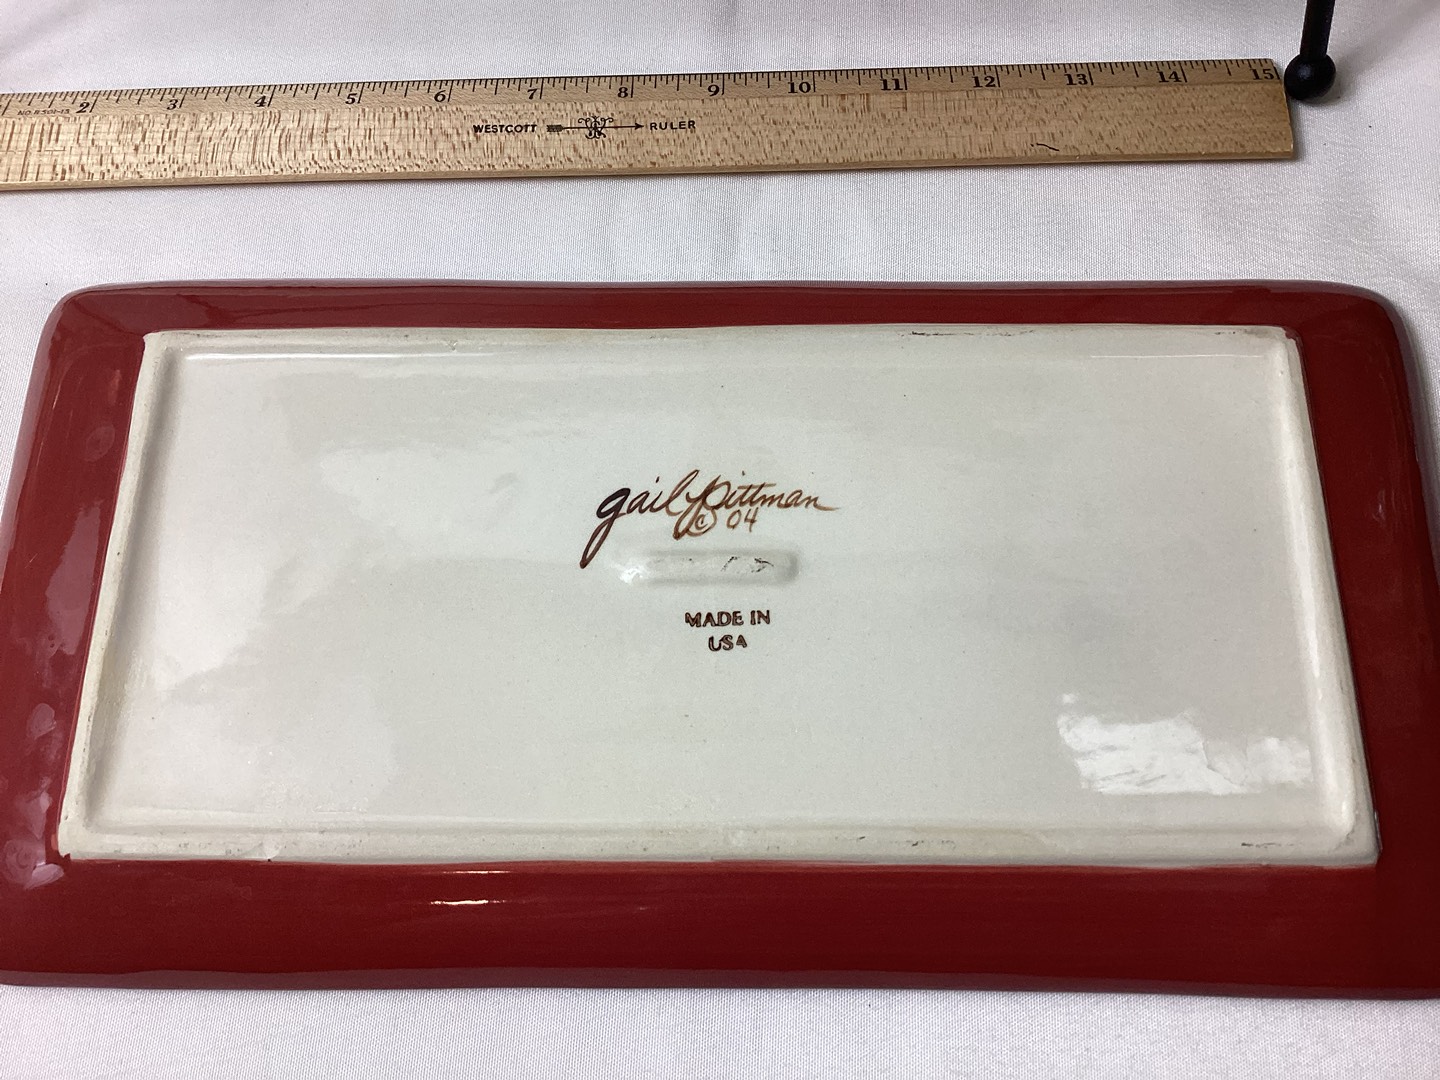 2 3 4 5 6 7 8 9 10 11 12 13 14 15
WESTCOTT RULER
gail pittman
© 04
MADE IN
USA